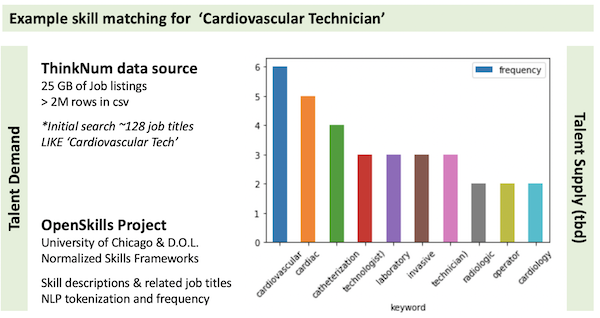 Example skill matching for ‘Cardiovascular Technician’
Talent Demand
ThinkNum data source
25 GB of Job listings
> 2M rows in csv
*Initial search ~128 job titles
LIKE ‘Cardiovascular Tech’
OpenSkills Project
University of Chicago & D.O.L.
Normalized Skills Frameworks
Skill descriptions & related job titles
NLP tokenization and frequency
frequency
6
5
4
3
2
1
0
cardiovascular
cardiac
catheterization
technologist)
laboratory
invasive
technician)
radiologic
operator
cardiology
keyword
Talent Supply (tbd)